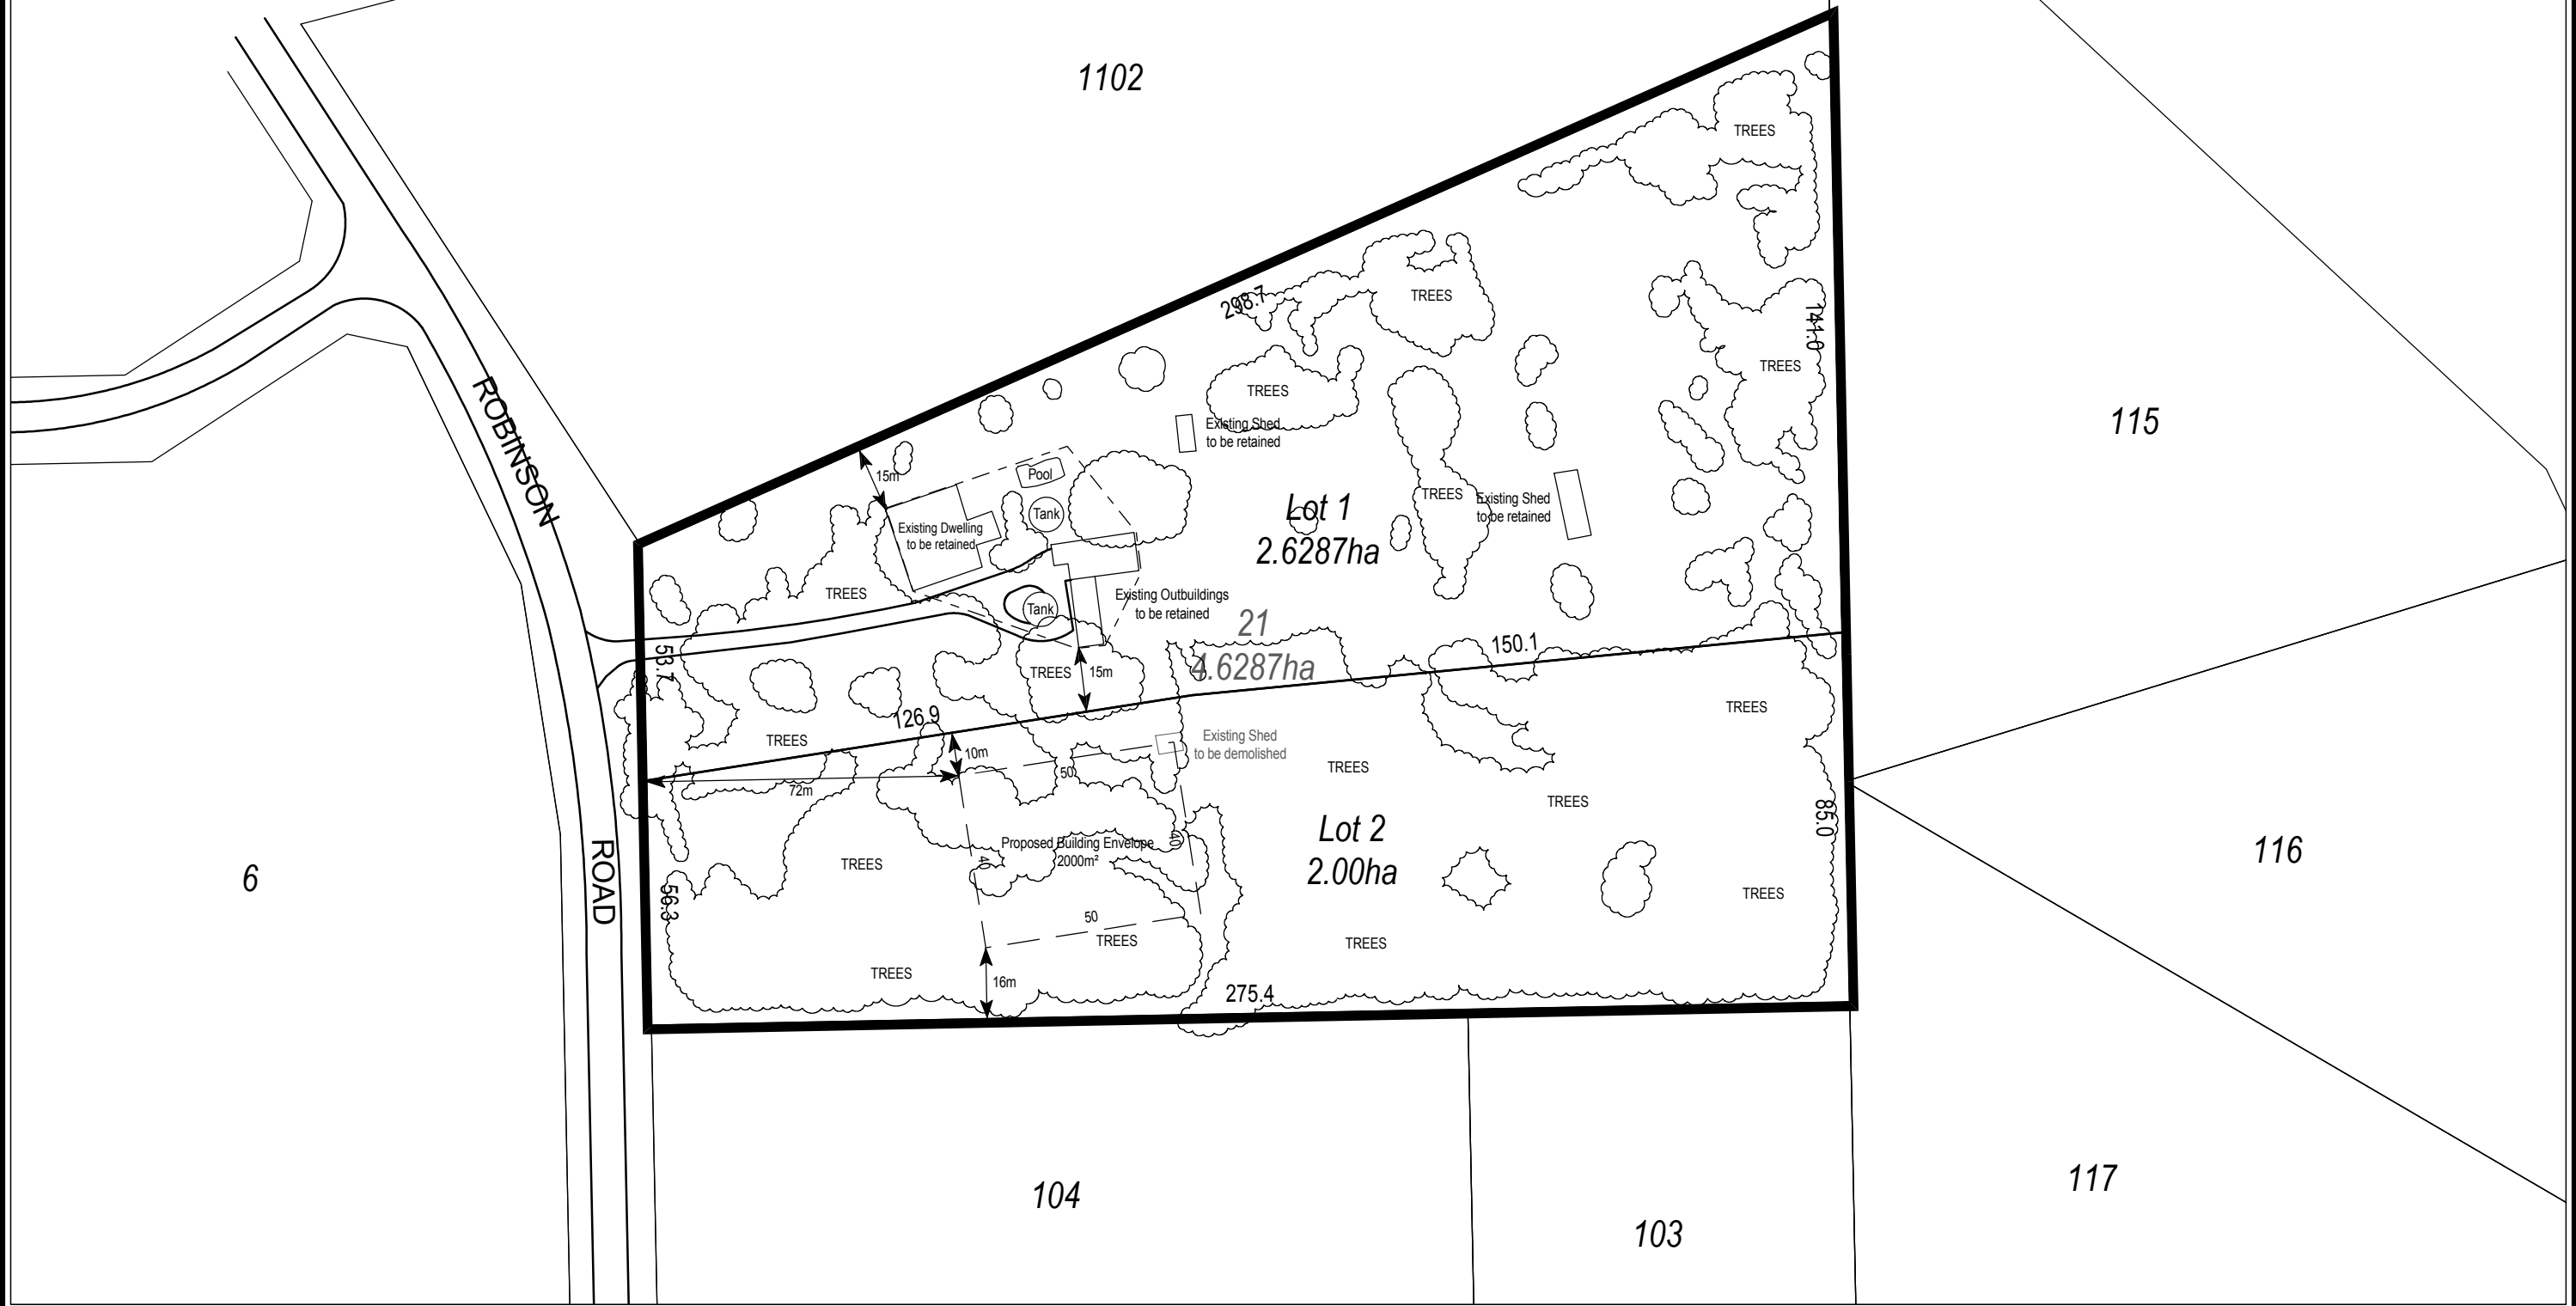 1102
TREES
ROBINSON
298.7
TREES
141.0
TREES
TREES
115
Existing Shed
to be retained
15m
Pool
Tank
Existing Dwelling
to be retained
TREES
Existing Shed
to be retained
Lot 1
2.6287ha
TREES
Tank
Existing Outbuildings
to be retained
21
4.6287ha
150.1
53.7
TREES
15m
126.9
TREES
TREES
10m
Existing Shed
to be demolished
50
72m
TREES
TREES
85.0
Proposed Building Envelope
2000m²
40
40
Lot 2
2.00ha
116
6
ROAD
TREES
56.3
TREES
50
TREES
TREES
TREES
16m
275.4
104
103
117